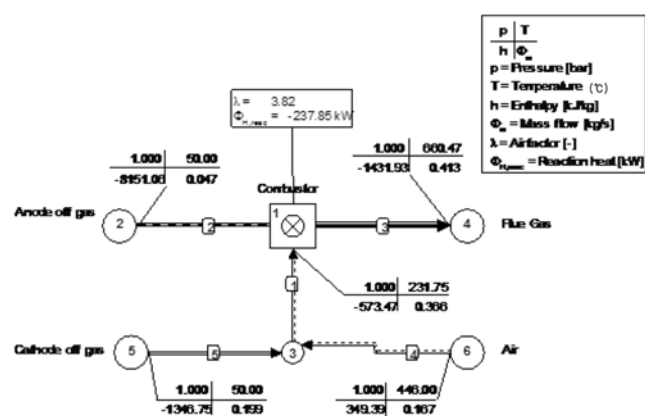 p T
h Φm
p = Pressure [bar]
T = Temperature (℃)
h = Enthalpy [kJ/kg]
Φm = Mass flow [kg/s]
λ = Airfactor [-]
ΦH,reac = Reaction heat [kW]
λ = 3.82
ΦH,reac = -237.85 kW
1.000 50.00
-8151.06 0.047
1.000 660.47
-1431.93 0.413
Combustor
1
Anode off gas
2
2
3
4
Flue Gas
1
1.000 231.75
-573.47 0.366
Cathode off gas
5
5
3
4
6
Air
1.000 50.00
-1346.75 0.199
1.000 446.00
349.39 0.167